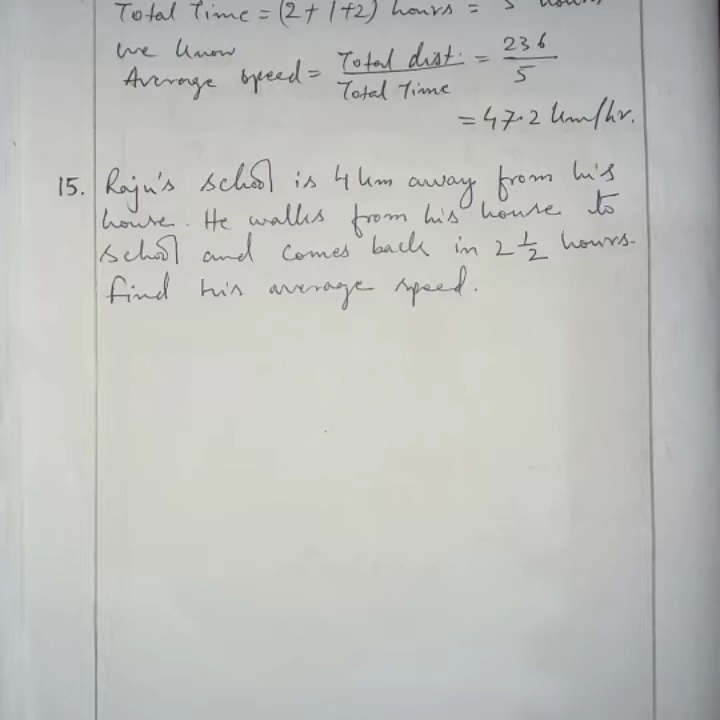 Total Time = (2+1+2) hours = 5 hours
we know
Average speed = Total dist. / Total Time = 236 / 5
= 47.2 km/hr.
15. Raju's school is 4 km away from his
house. He walks from his house to
school and comes back in 2 1/2 hours.
find his average speed.